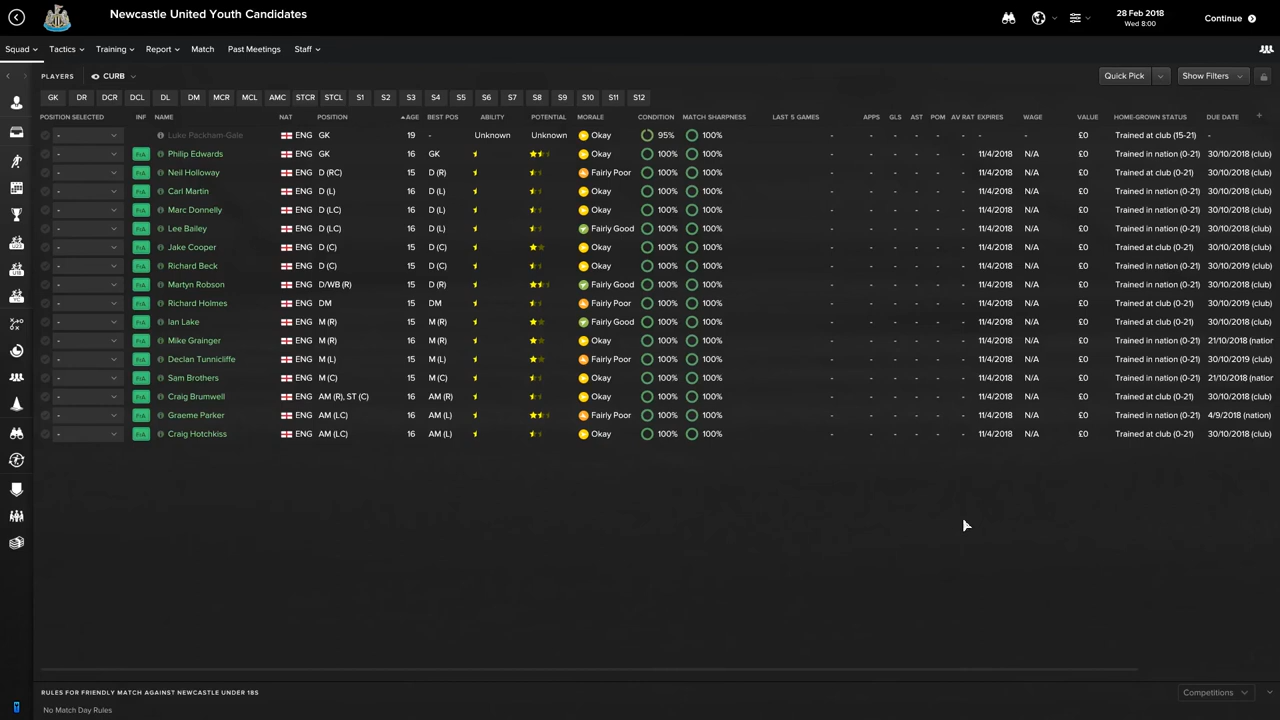 Newcastle United Youth Candidates
28 Feb 2018
Wed 8:00
Continue
Squad Tactics Training Report Match Past Meetings Staff
PLAYERS CURB Quick Pick Show Filters
GK DR DCR DCL DL DM MCR MCL AMC STCR STCL S1 S2 S3 S4 S5 S6 S7 S8 S9 S10 S11 S12
POSITION SELECTED INF NAME NAT POSITION AGE BEST POS ABILITY POTENTIAL MORALE CONDITION MATCH SHARPNESS LAST 5 GAMES APPS GLS AST POM AV RAT EXPIRES WAGE VALUE HOME-GROWN STATUS DUE DATE +
- Luke Packham-Gale ENG GK 19 - Unknown Unknown Okay 95% 100% - - - - - - - £0 Trained at club (15-21) -
- FrA Philip Edwards ENG GK 16 GK Okay 100% 100% - - - - - 11/4/2018 N/A £0 Trained in nation (0-21) 30/10/2018 (club)
- FrA Neil Holloway ENG D (RC) 15 D (R) Fairly Poor 100% 100% - - - - - 11/4/2018 N/A £0 Trained at club (0-21) 30/10/2018 (club)
- FrA Carl Martin ENG D (L) 16 D (L) Okay 100% 100% - - - - - 11/4/2018 N/A £0 Trained in nation (0-21) 30/10/2018 (club)
- FrA Marc Donnelly ENG D (LC) 16 D (L) Okay 100% 100% - - - - - 11/4/2018 N/A £0 Trained in nation (0-21) 30/10/2018 (club)
- FrA Lee Bailey ENG D (LC) 16 D (L) Fairly Good 100% 100% - - - - - 11/4/2018 N/A £0 Trained in nation (0-21) 30/10/2018 (club)
- FrA Jake Cooper ENG D (C) 15 D (C) Okay 100% 100% - - - - - 11/4/2018 N/A £0 Trained at club (0-21) 30/10/2018 (club)
- FrA Richard Beck ENG D (C) 15 D (C) Okay 100% 100% - - - - - 11/4/2018 N/A £0 Trained in nation (0-21) 30/10/2019 (club)
- FrA Martyn Robson ENG D/WB (R) 15 D (R) Fairly Good 100% 100% - - - - - 11/4/2018 N/A £0 Trained in nation (0-21) 30/10/2018 (club)
- FrA Richard Holmes ENG DM 15 DM Fairly Poor 100% 100% - - - - - 11/4/2018 N/A £0 Trained at club (0-21) 30/10/2019 (club)
- FrA Ian Lake ENG M (R) 15 M (R) Fairly Good 100% 100% - - - - - 11/4/2018 N/A £0 Trained at club (0-21) 30/10/2018 (club)
- FrA Mike Grainger ENG M (R) 16 M (R) Okay 100% 100% - - - - - 11/4/2018 N/A £0 Trained in nation (0-21) 21/10/2018 (nation
- FrA Declan Tunnicliffe ENG M (L) 15 M (L) Fairly Poor 100% 100% - - - - - 11/4/2018 N/A £0 Trained in nation (0-21) 30/10/2019 (club)
- FrA Sam Brothers ENG M (C) 15 M (C) Okay 100% 100% - - - - - 11/4/2018 N/A £0 Trained at club (0-21) 21/10/2018 (nation
- FrA Craig Brumwell ENG AM (R), ST (C) 16 AM (R) Okay 100% 100% - - - - - 11/4/2018 N/A £0 Trained at club (0-21) 30/10/2018 (club)
- FrA Graeme Parker ENG AM (LC) 16 AM (L) Fairly Poor 100% 100% - - - - - 11/4/2018 N/A £0 Trained in nation (0-21) 4/9/2018 (nation)
- FrA Craig Hotchkiss ENG AM (LC) 16 AM (L) Okay 100% 100% - - - - - 11/4/2018 N/A £0 Trained at club (0-21) 30/10/2018 (club)
RULES FOR FRIENDLY MATCH AGAINST NEWCASTLE UNDER 18S Competitions
No Match Day Rules